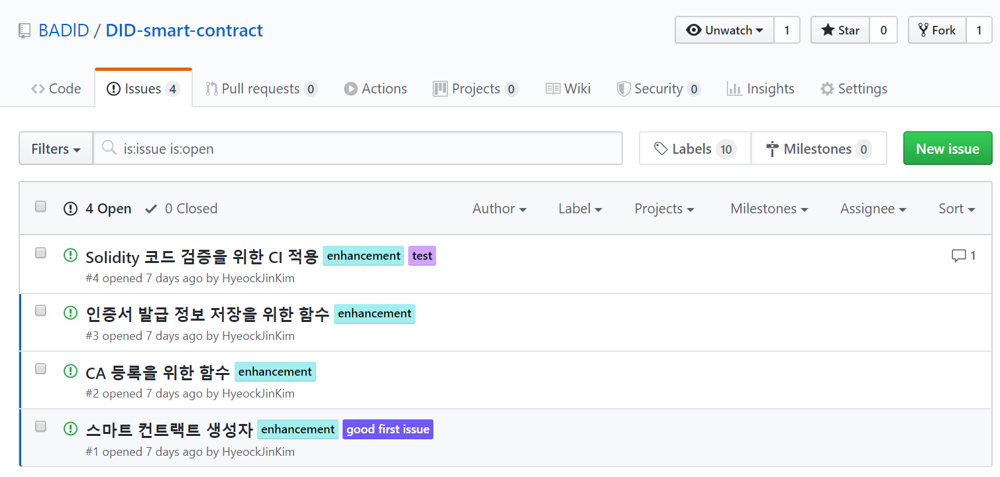 BADID / DID-smart-contract
Unwatch 1 Star 0 Fork 1
Code Issues 4 Pull requests 0 Actions Projects 0 Wiki Security 0 Insights Settings
Filters is:issue is:open Labels 10 Milestones 0 New issue
4 Open 0 Closed Author Label Projects Milestones Assignee Sort
Solidity 코드 검증을 위한 CI 적용 enhancement test 1
#4 opened 7 days ago by HyeockJinKim
인증서 발급 정보 저장을 위한 함수 enhancement
#3 opened 7 days ago by HyeockJinKim
CA 등록을 위한 함수 enhancement
#2 opened 7 days ago by HyeockJinKim
스마트 컨트랙트 생성자 enhancement good first issue
#1 opened 7 days ago by HyeockJinKim